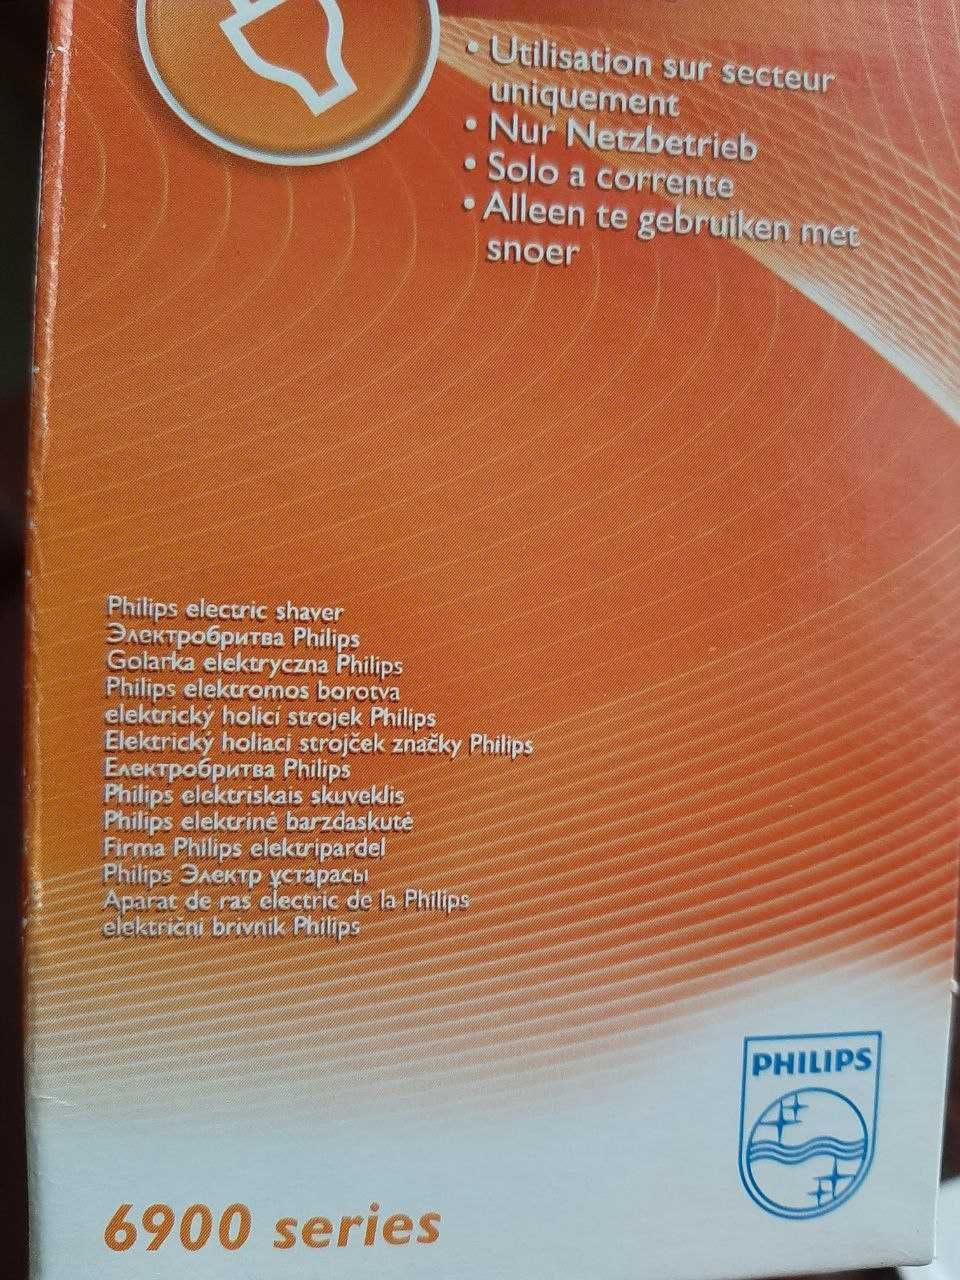 • Utilisation sur secteur
uniquement
• Nur Netzbetrieb
• Solo a corrente
• Alleen te gebruiken met
snoer
Philips electric shaver
Электробритва Philips
Golarka elektryczna Philips
Philips elektromos borotva
elektrický holicí strojek Philips
Elektrický holiaci strojček značky Philips
Електробритва Philips
Philips elektriskais skuveklis
Philips elektrinė barzdaskutė
Firma Philips elektripardel
Philips Электр ұстарасы
Aparat de ras electric de la Philips
električni brivnik Philips
PHILIPS
6900 series